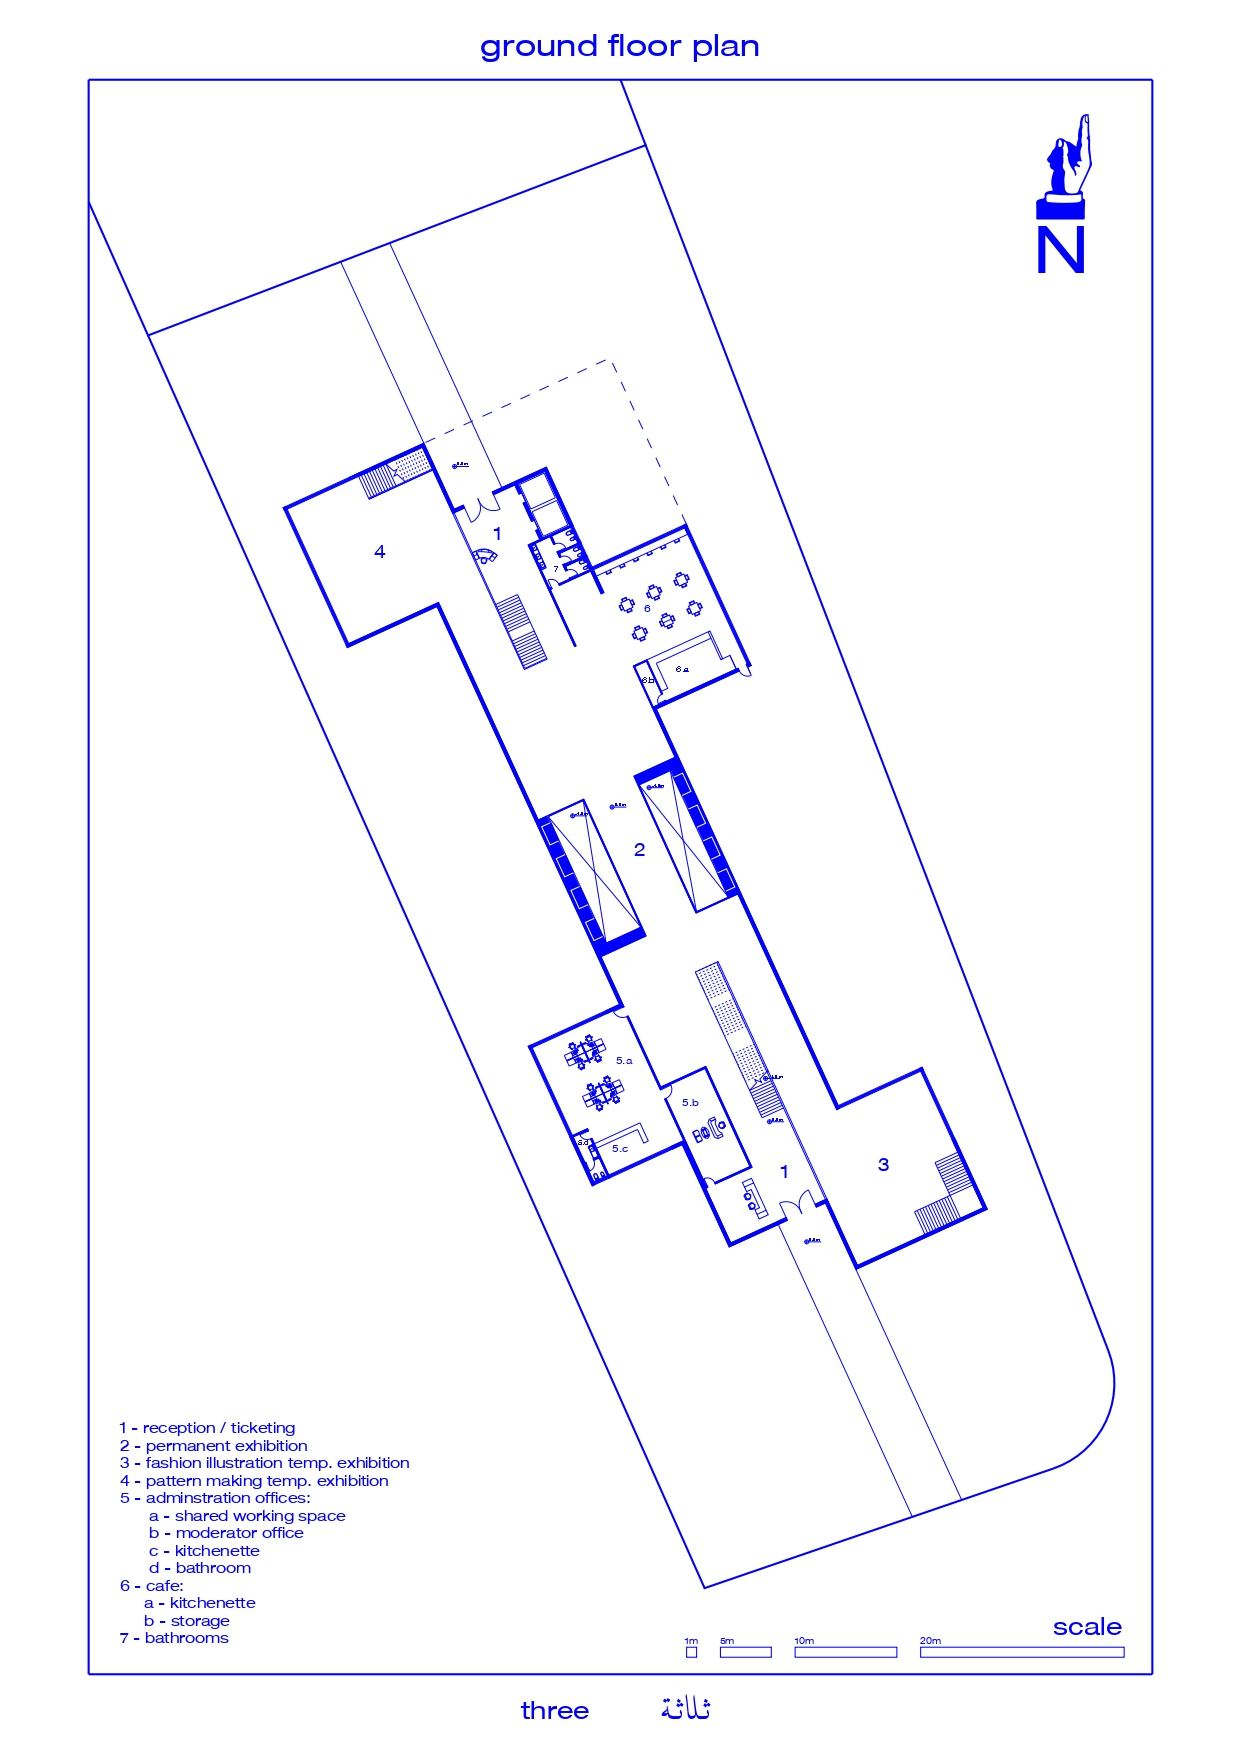 ground floor plan
N
4
1
7
6
6.a
6.b
2
5.a
5.b
5.c
5.d
1
3
1 - reception / ticketing
2 - permanent exhibition
3 - fashion illustration temp. exhibition
4 - pattern making temp. exhibition
5 - adminstration offices:
a - shared working space
b - moderator office
c - kitchenette
d - bathroom
6 - cafe:
a - kitchenette
b - storage
7 - bathrooms
scale
1m 5m 10m 20m
three ثلاثة